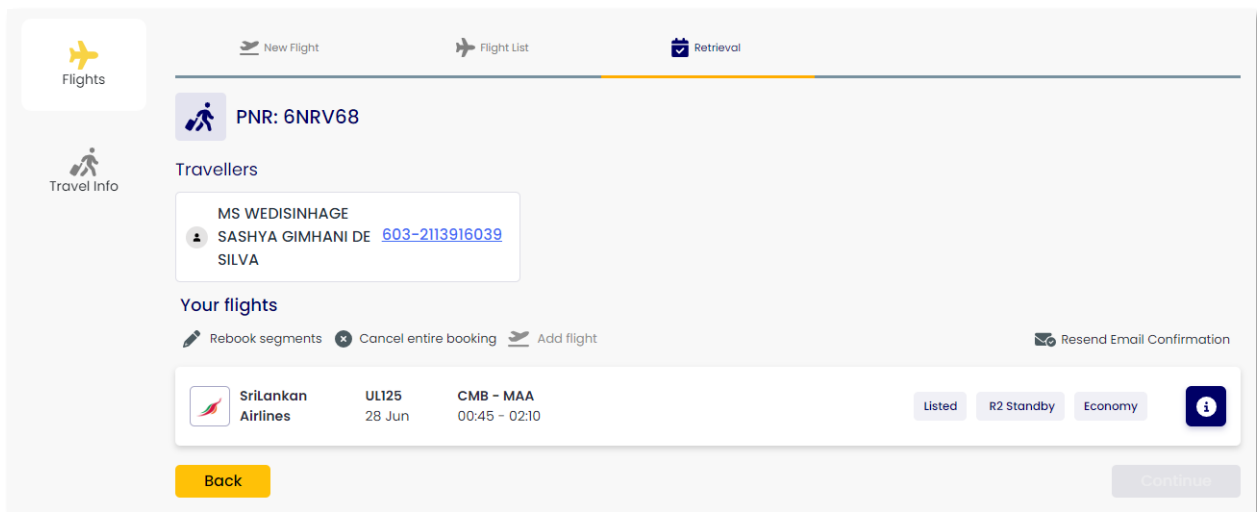 New Flight
Flight List
Retrieval
Flights
PNR: 6NRV68
Travel Info
Travellers
MS WEDISINHAGE
SASHYA GIMHANI DE 603-2113916039
SILVA
Your flights
Rebook segments Cancel entire booking Add flight Resend Email Confirmation
SriLankan UL125 CMB - MAA
Airlines 28 Jun 00:45 - 02:10
Listed R2 Standby Economy
Back Continue